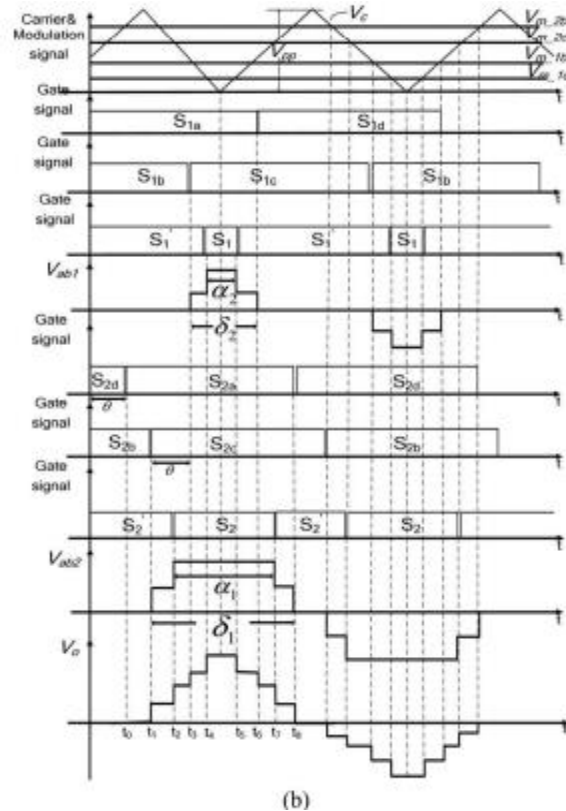 Carrier&
Modulation
signal
V_c
V_m_2b
V_m_2c
V_m_1b
V_m_1c
V_cp
t
Gate
signal
S_1a
S_1d
t
Gate
signal
S_1b
S_1c
S_1b
t
Gate
signal
S_1'
S_1
S_1'
S_1
t
V_ab1
α_2
δ_2
t
Gate
signal
S_2d
S_2a
S_2d
θ
t
Gate
signal
S_2b
S_2c
S_2b
θ
t
Gate
signal
S_2'
S_2
S_2'
S_2
t
V_ab2
α_1
δ_1
t
V_o
t_0 t_1 t_2 t_3 t_4 t_5 t_6 t_7 t_8
t
(b)